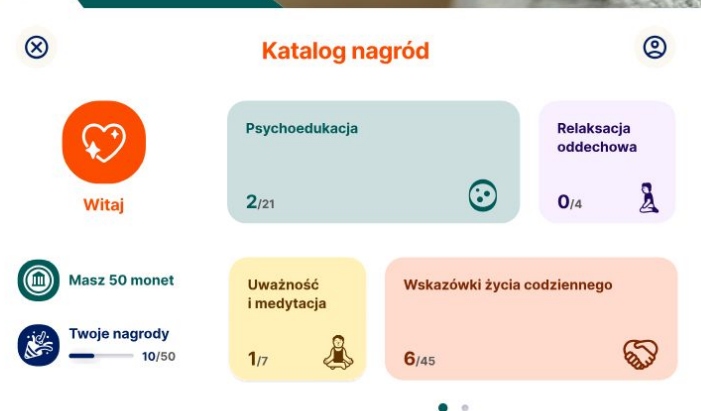 Katalog nagród
Witaj
Masz 50 monet
Twoje nagrody
10/50
Psychoedukacja
2/21
Relaksacja
oddechowa
0/4
Uważność
i medytacja
1/7
Wskazówki życia codziennego
6/45